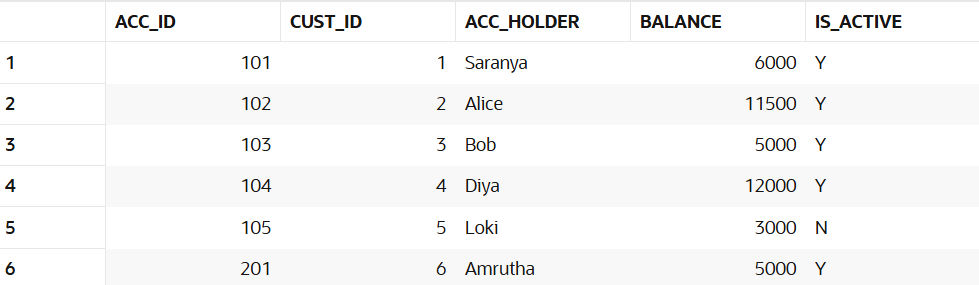 ACC_ID CUST_ID ACC_HOLDER BALANCE IS_ACTIVE
1 101 1 Saranya 6000 Y
2 102 2 Alice 11500 Y
3 103 3 Bob 5000 Y
4 104 4 Diya 12000 Y
5 105 5 Loki 3000 N
6 201 6 Amrutha 5000 Y